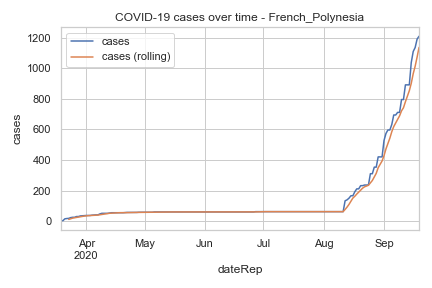 COVID-19 cases over time - French_Polynesia
cases
cases (rolling)
1200
1000
800
600
400
200
0
cases
Apr
2020
May
Jun
Jul
Aug
Sep
dateRep